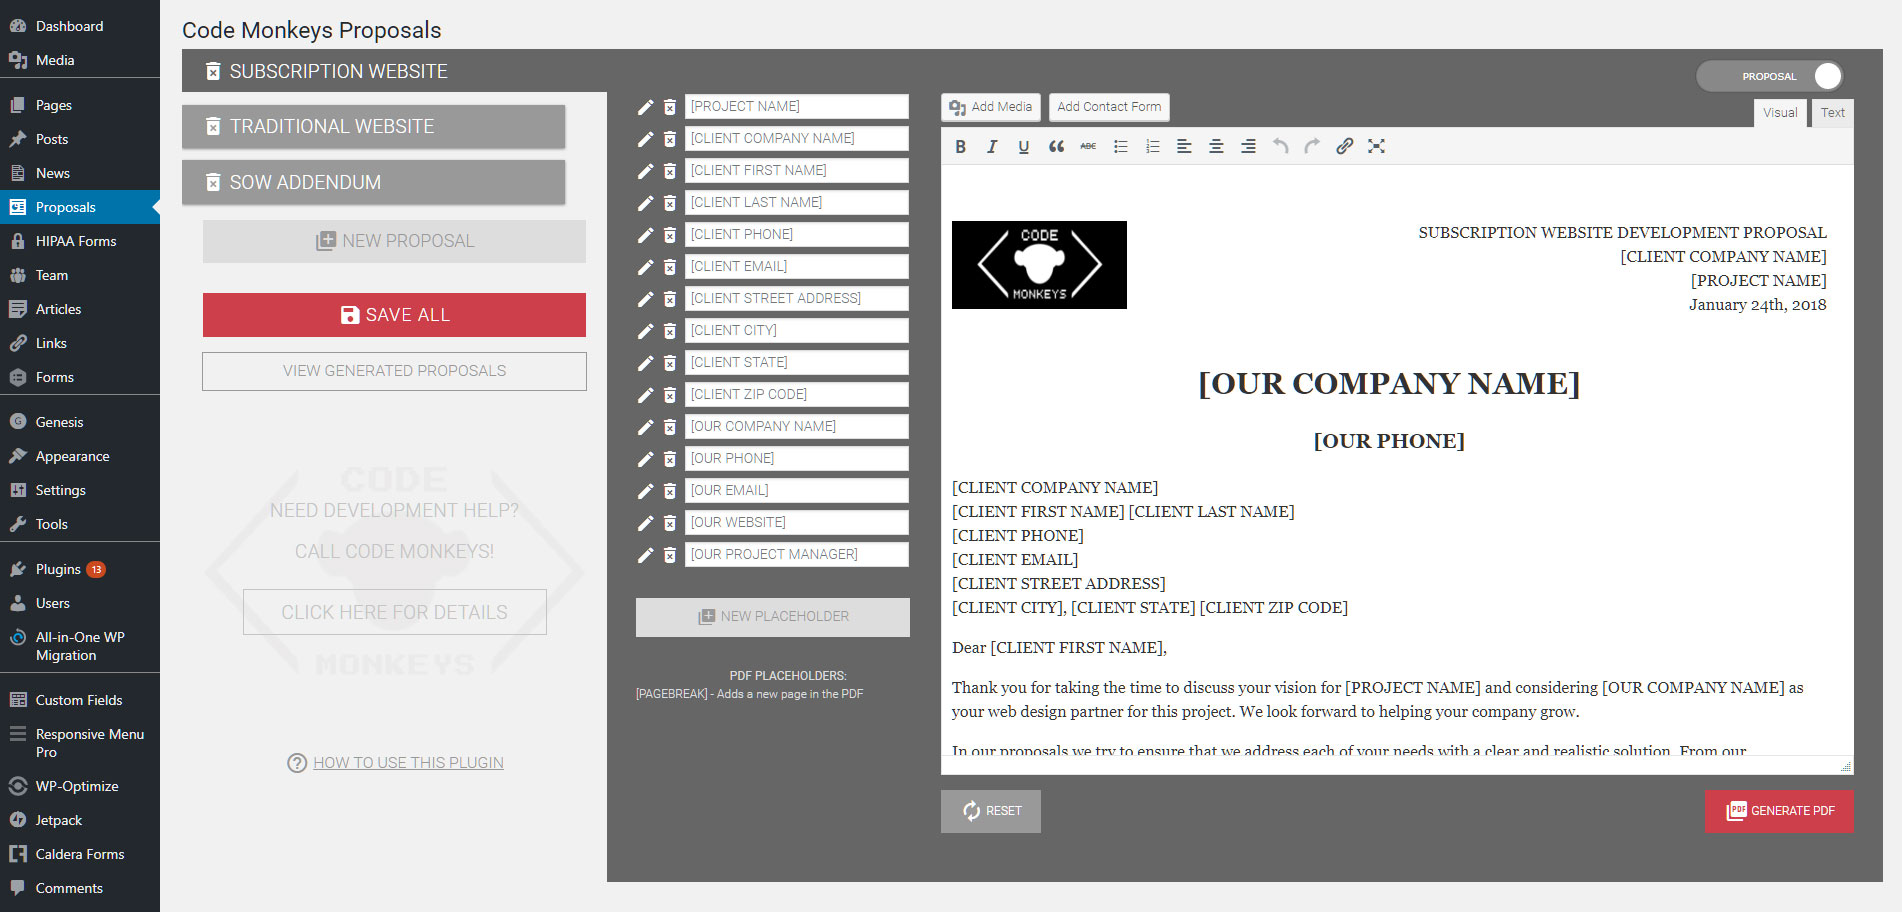 Dashboard
Media
Pages
Posts
News
Proposals
HIPAA Forms
Team
Articles
Links
Forms
G
Genesis
Appearance
Settings
Tools
Plugins 13
Users
All-in-One WP
Migration
Custom Fields
Responsive Menu
Pro
WP-Optimize
Jetpack
Caldera Forms
Comments
Code Monkeys Proposals
SUBSCRIPTION WEBSITE
TRADITIONAL WEBSITE
SOW ADDENDUM
NEW PROPOSAL
SAVE ALL
VIEW GENERATED PROPOSALS
CODE
NEED DEVELOPMENT HELP?
CALL CODE MONKEYS!
CLICK HERE FOR DETAILS
MONKEYS
HOW TO USE THIS PLUGIN
[PROJECT NAME]
[CLIENT COMPANY NAME]
[CLIENT FIRST NAME]
[CLIENT LAST NAME]
[CLIENT PHONE]
[CLIENT EMAIL]
[CLIENT STREET ADDRESS]
[CLIENT CITY]
[CLIENT STATE]
[CLIENT ZIP CODE]
[OUR COMPANY NAME]
[OUR PHONE]
[OUR EMAIL]
[OUR WEBSITE]
[OUR PROJECT MANAGER]
NEW PLACEHOLDER
PDF PLACEHOLDERS:
[PAGEBREAK] - Adds a new page in the PDF
PROPOSAL
Add Media
Add Contact Form
Visual
Text
B I U ABC
CODE
MONKEYS
SUBSCRIPTION WEBSITE DEVELOPMENT PROPOSAL
[CLIENT COMPANY NAME]
[PROJECT NAME]
January 24th, 2018
[OUR COMPANY NAME]
[OUR PHONE]
[CLIENT COMPANY NAME]
[CLIENT FIRST NAME] [CLIENT LAST NAME]
[CLIENT PHONE]
[CLIENT EMAIL]
[CLIENT STREET ADDRESS]
[CLIENT CITY], [CLIENT STATE] [CLIENT ZIP CODE]
Dear [CLIENT FIRST NAME],
Thank you for taking the time to discuss your vision for [PROJECT NAME] and considering [OUR COMPANY NAME] as
your web design partner for this project. We look forward to helping your company grow.
In our proposals we try to ensure that we address each of your needs with a clear and realistic solution. From our
RESET
PDF GENERATE PDF